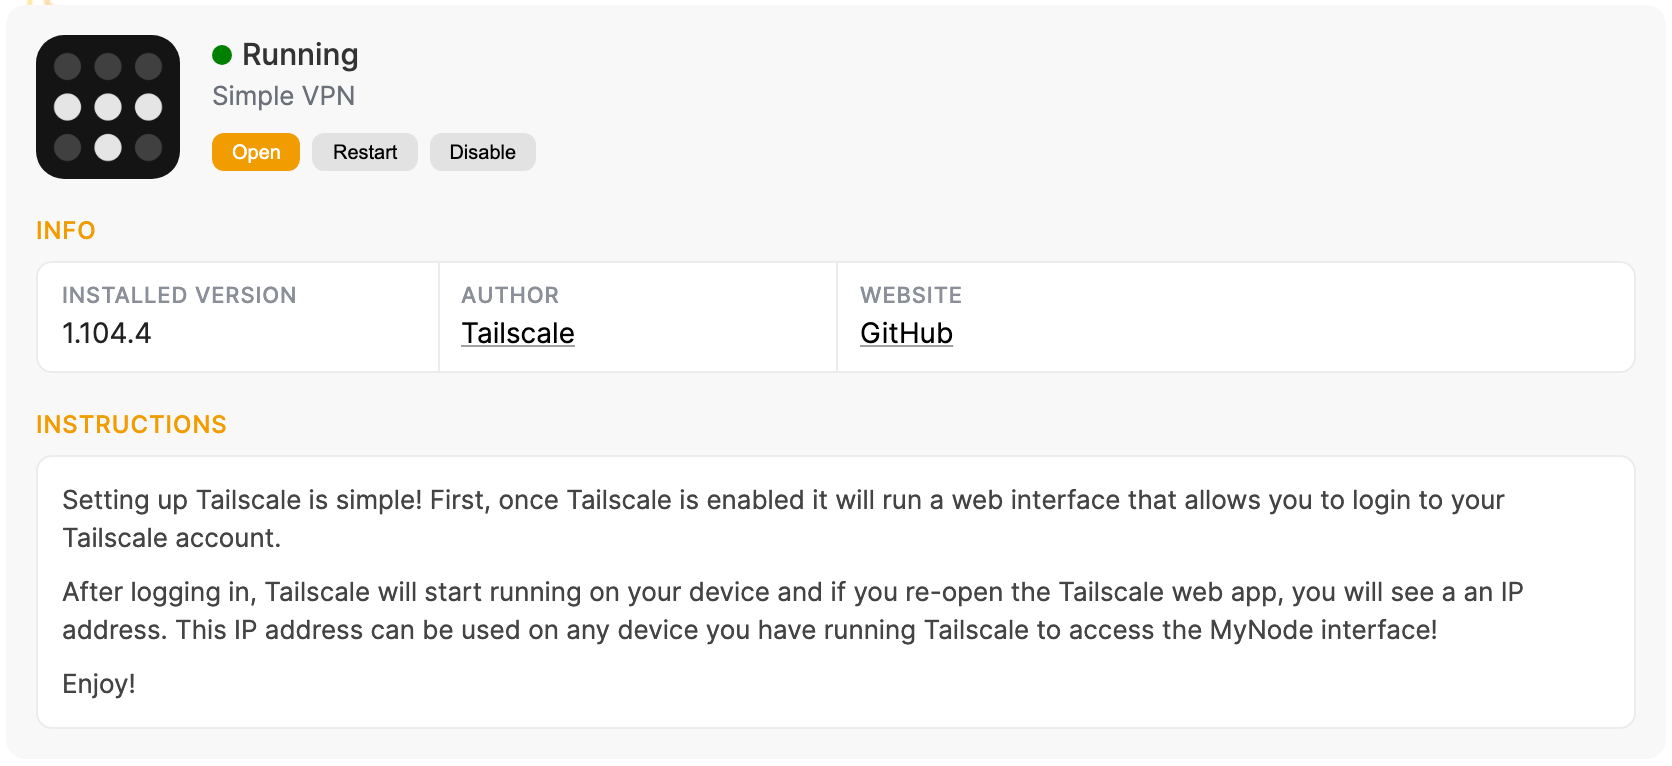 Running
Simple VPN
Open Restart Disable
INFO
INSTALLED VERSION AUTHOR WEBSITE
1.104.4 Tailscale GitHub
INSTRUCTIONS
Setting up Tailscale is simple! First, once Tailscale is enabled it will run a web interface that allows you to login to your
Tailscale account.
After logging in, Tailscale will start running on your device and if you re-open the Tailscale web app, you will see a an IP
address. This IP address can be used on any device you have running Tailscale to access the MyNode interface!
Enjoy!